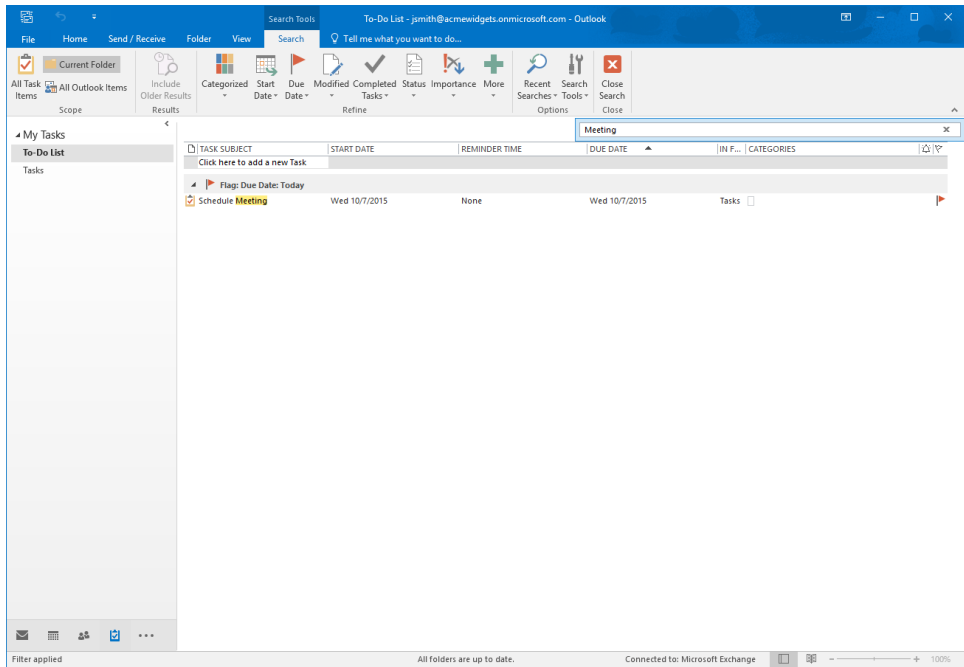 Search Tools
To-Do List - jsmith@acmewidgets.onmicrosoft.com - Outlook
File Home Send / Receive Folder View Search Tell me what you want to do...
All Task Items
Current Folder
All Outlook Items
Scope
Include Older Results
Results
Categorized
Start Date
Due Date
Modified
Completed Tasks
Status
Importance
More
Refine
Recent Searches
Search Tools
Options
Close Search
Close
My Tasks
To-Do List
Tasks
Meeting
TASK SUBJECT START DATE REMINDER TIME DUE DATE IN F... CATEGORIES
Click here to add a new Task
Flag: Due Date: Today
Schedule Meeting Wed 10/7/2015 None Wed 10/7/2015 Tasks
Filter applied All folders are up to date. Connected to: Microsoft Exchange 100%